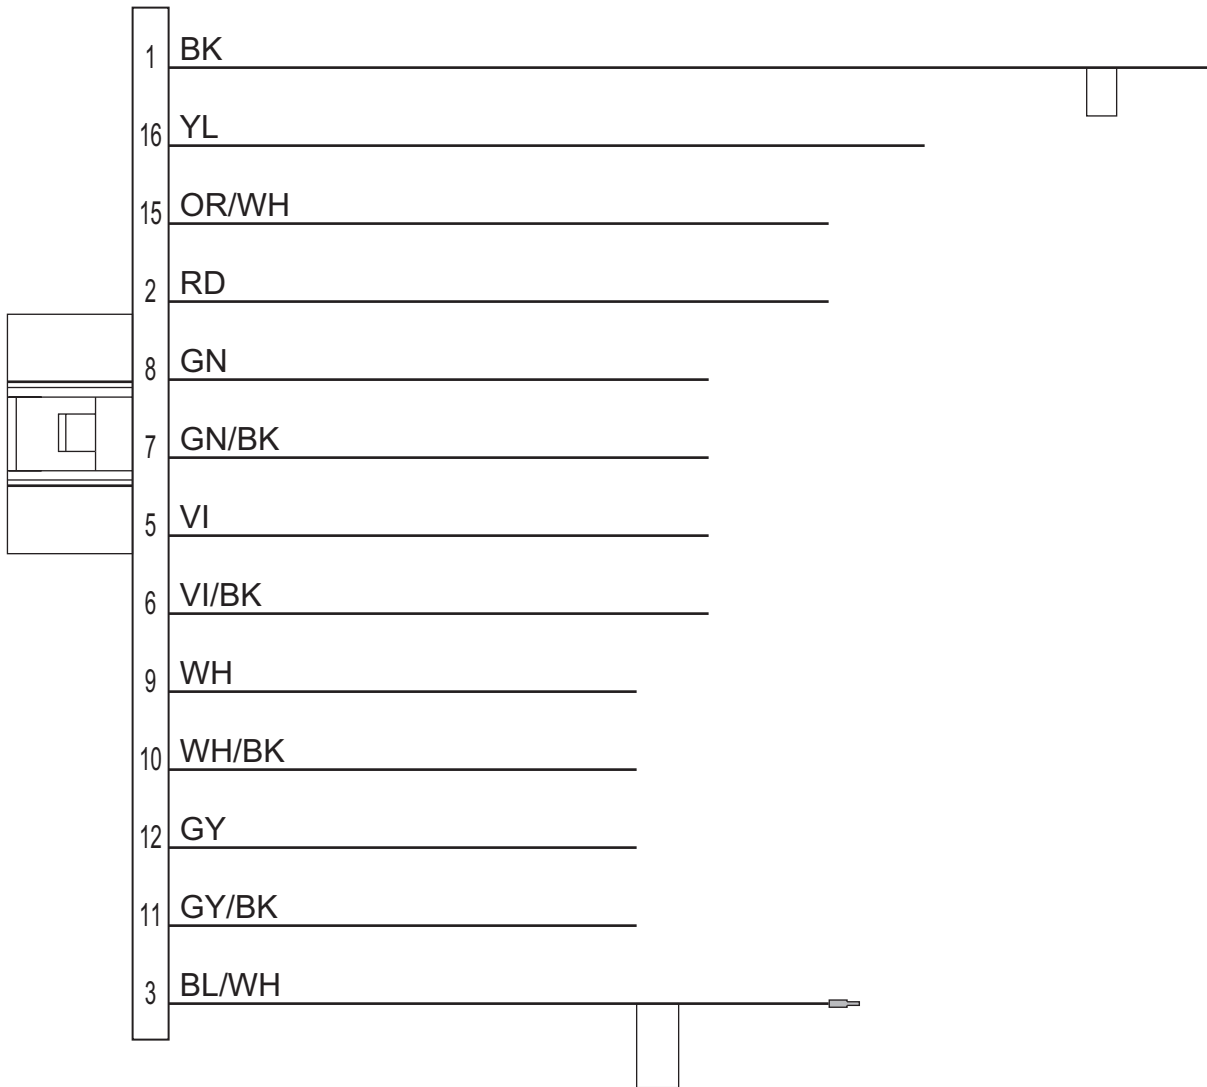 1 BK
16 YL
15 OR/WH
2 RD
8 GN
7 GN/BK
5 VI
6 VI/BK
9 WH
10 WH/BK
12 GY
11 GY/BK
3 BL/WH